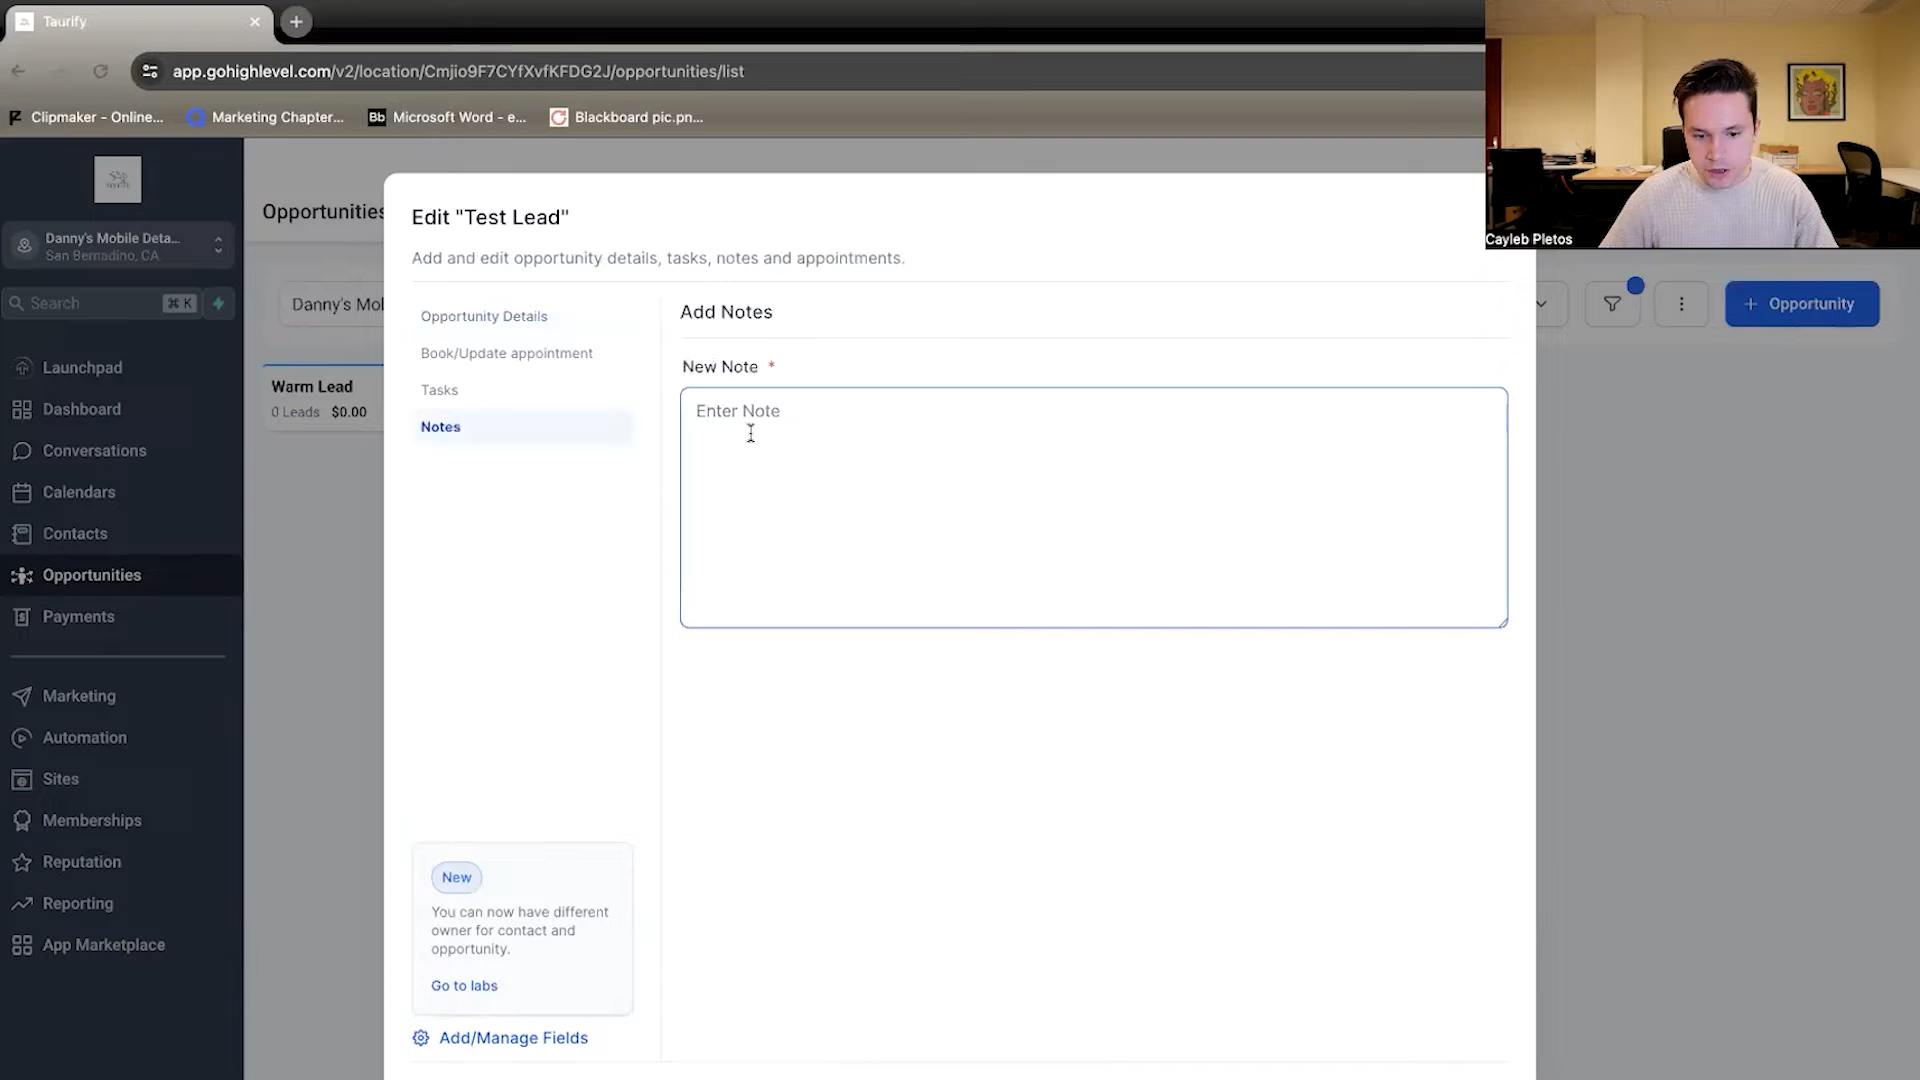 Taurify
app.gohighlevel.com/v2/location/Cmjio9F7CYfXvfKFDG2J/opportunities/list
Clipmaker - Online...
Marketing Chapter...
Bb
Microsoft Word - e...
Blackboard pic.pn...
Cayleb Pletos
Danny's Mobile Deta...
San Bernadino, CA
Search
⌘ K
Launchpad
Dashboard
Conversations
Calendars
Contacts
Opportunities
Payments
Marketing
Automation
Sites
Memberships
Reputation
Reporting
App Marketplace
Opportunities
Danny's Mo
Warm Lead
0 Leads $0.00
+ Opportunity
Edit "Test Lead"
Add and edit opportunity details, tasks, notes and appointments.
Opportunity Details
Book/Update appointment
Tasks
Notes
Add Notes
New Note *
Enter Note
New
You can now have different
owner for contact and
opportunity.
Go to labs
Add/Manage Fields